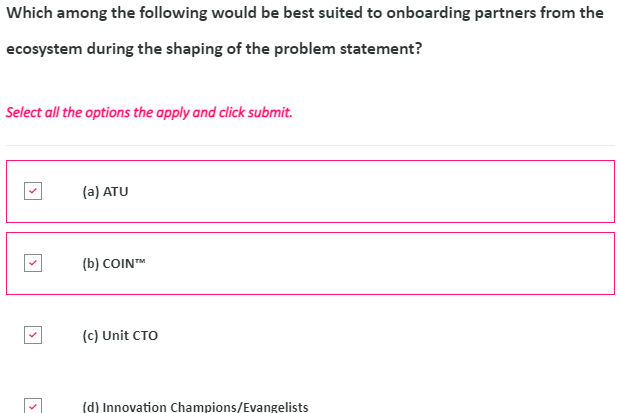 Which among the following would be best suited to onboarding partners from the
ecosystem during the shaping of the problem statement?
Select all the options the apply and click submit.
(a) ATU
(b) COIN™
(c) Unit CTO
(d) Innovation Champions/Evangelists